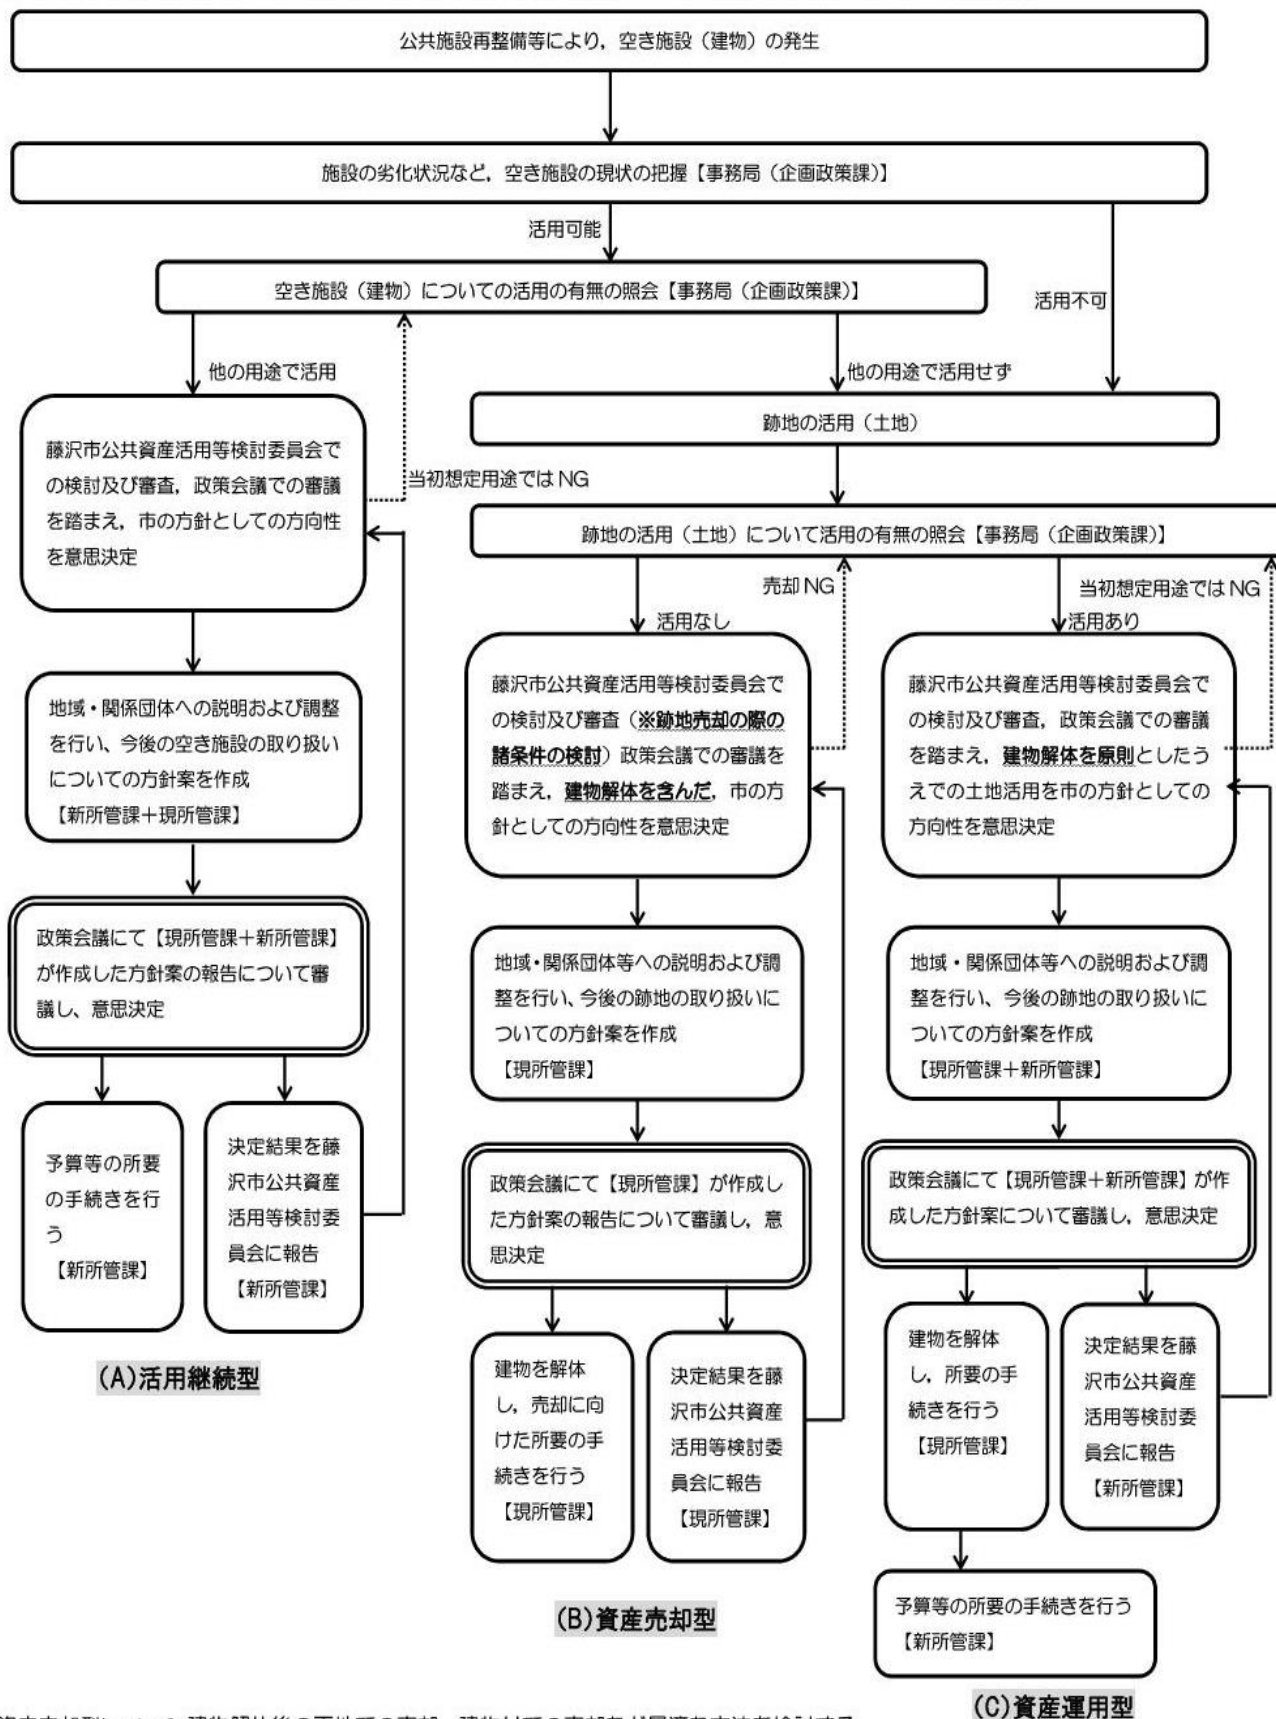 公共施設再整備等により，空き施設（建物）の発生
施設の劣化状況など，空き施設の現状の把握【事務局（企画政策課）】
活用可能
活用不可
空き施設（建物）についての活用の有無の照会【事務局（企画政策課）】
他の用途で活用
他の用途で活用せず
藤沢市公共資産活用等検討委員会で
の検討及び審査，政策会議での審議
を踏まえ，市の方針としての方向性
を意思決定
当初想定用途ではNG
地域・関係団体への説明および調整
を行い、今後の空き施設の取り扱い
についての方針案を作成
【新所管課＋現所管課】
政策会議にて【現所管課＋新所管課】
が作成した方針案の報告について審
議し、意思決定
予算等の所要
の手続きを行
う
【新所管課】
決定結果を藤
沢市公共資産
活用等検討委
員会に報告
【新所管課】
(A)活用継続型
跡地の活用（土地）
跡地の活用（土地）について活用の有無の照会【事務局（企画政策課）】
売却NG
活用なし
藤沢市公共資産活用等検討委員会で
の検討及び審査（※跡地売却の際の
諸条件の検討）政策会議での審議を
踏まえ，建物解体を含んだ，市の方
針としての方向性を意思決定
地域・関係団体等への説明および調
整を行い、今後の跡地の取り扱いに
ついての方針案を作成
【現所管課】
政策会議にて【現所管課】が作成し
た方針案の報告について審議し，意
思決定
建物を解体
し，売却に向
けた所要の手
続きを行う
【現所管課】
決定結果を藤
沢市公共資産
活用等検討委
員会に報告
【現所管課】
(B)資産売却型
当初想定用途ではNG
活用あり
藤沢市公共資産活用等検討委員会で
の検討及び審査，政策会議での審議
を踏まえ，建物解体を原則としたう
えでの土地活用を市の方針としての
方向性を意思決定
地域・関係団体等への説明および調
整を行い、今後の跡地の取り扱いに
ついての方針案を作成
【現所管課＋新所管課】
政策会議にて【現所管課＋新所管課】が作
成した方針案について審議し，意思決定
建物を解体
し，所要の手
続きを行う
【現所管課】
決定結果を藤
沢市公共資産
活用等検討委
員会に報告
【新所管課】
予算等の所要の手続きを行う
【新所管課】
(C)資産運用型